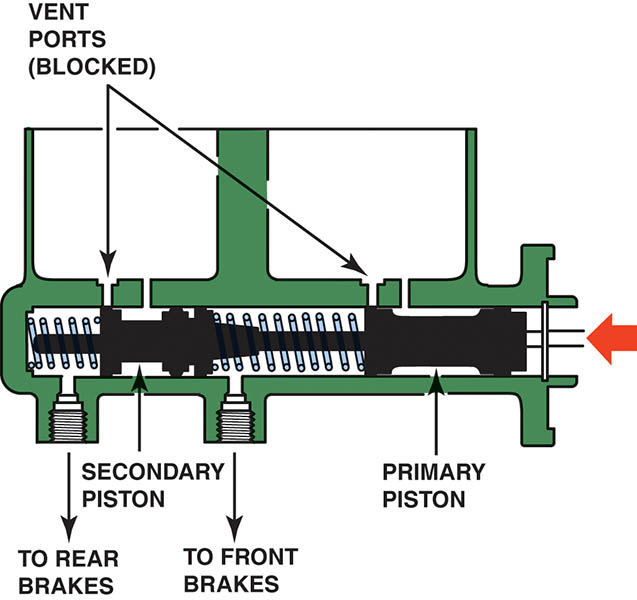 VENT
PORTS
(BLOCKED)
SECONDARY
PISTON
PRIMARY
PISTON
TO REAR
BRAKES
TO FRONT
BRAKES